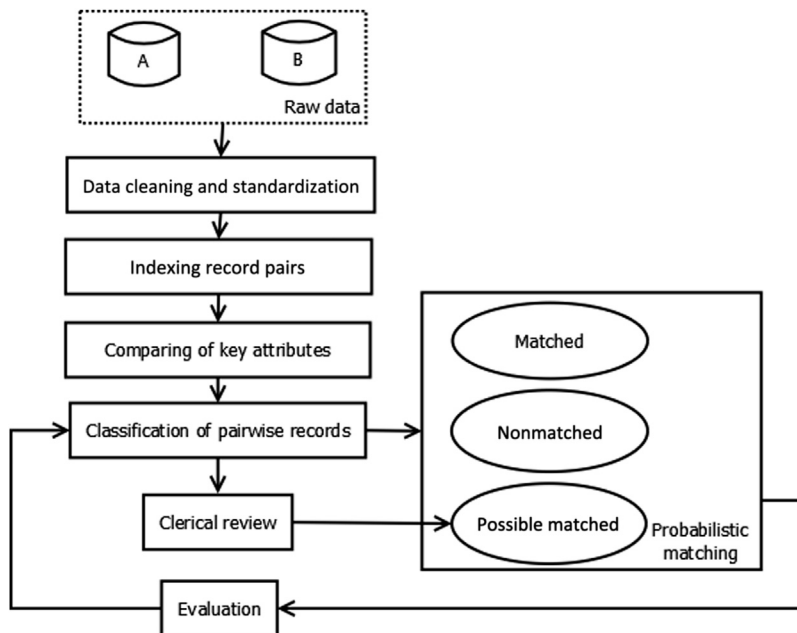 A
B
Raw data
Data cleaning and standardization
Indexing record pairs
Comparing of key attributes
Classification of pairwise records
Clerical review
Evaluation
Matched
Nonmatched
Possible matched
Probabilistic
matching